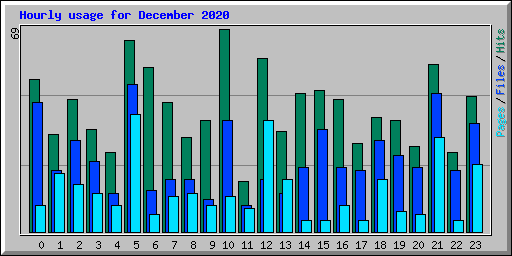 Hourly usage for December 2020
69
Pages / Files / Hits
0 1 2 3 4 5 6 7 8 9 10 11 12 13 14 15 16 17 18 19 20 21 22 23